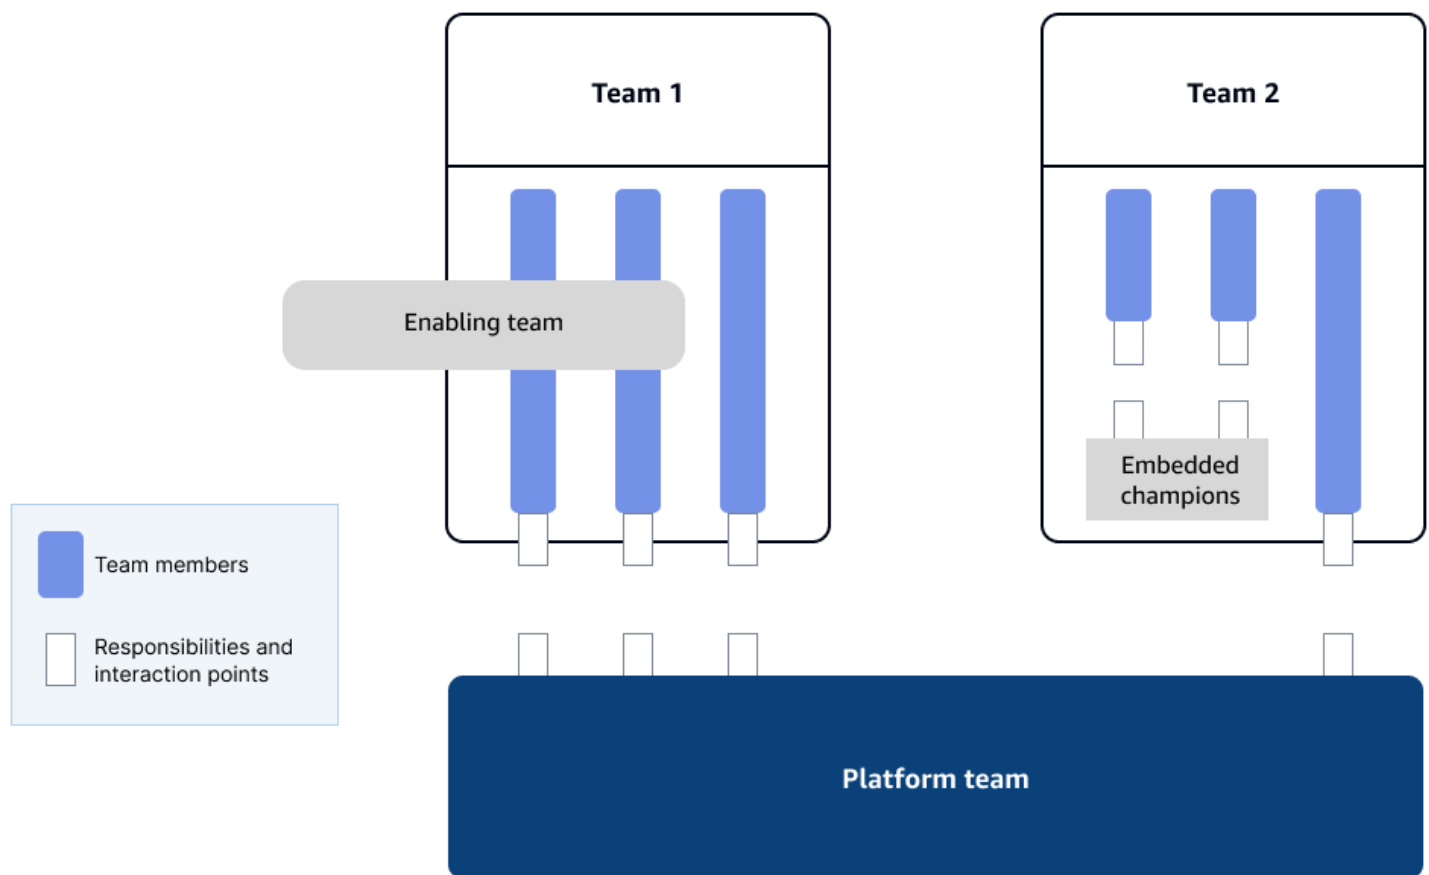 Team 1
Team 2
Enabling team
Embedded
champions
Team members
Responsibilities and
interaction points
Platform team